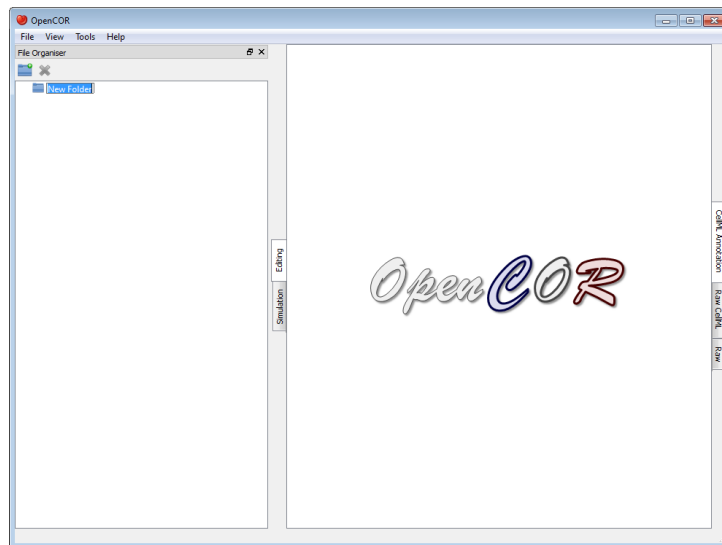 OpenCOR
File View Tools Help
File Organiser
New Folder
Editing
Simulation
OpenCOR
CellML Annotation
Raw CellML
Raw